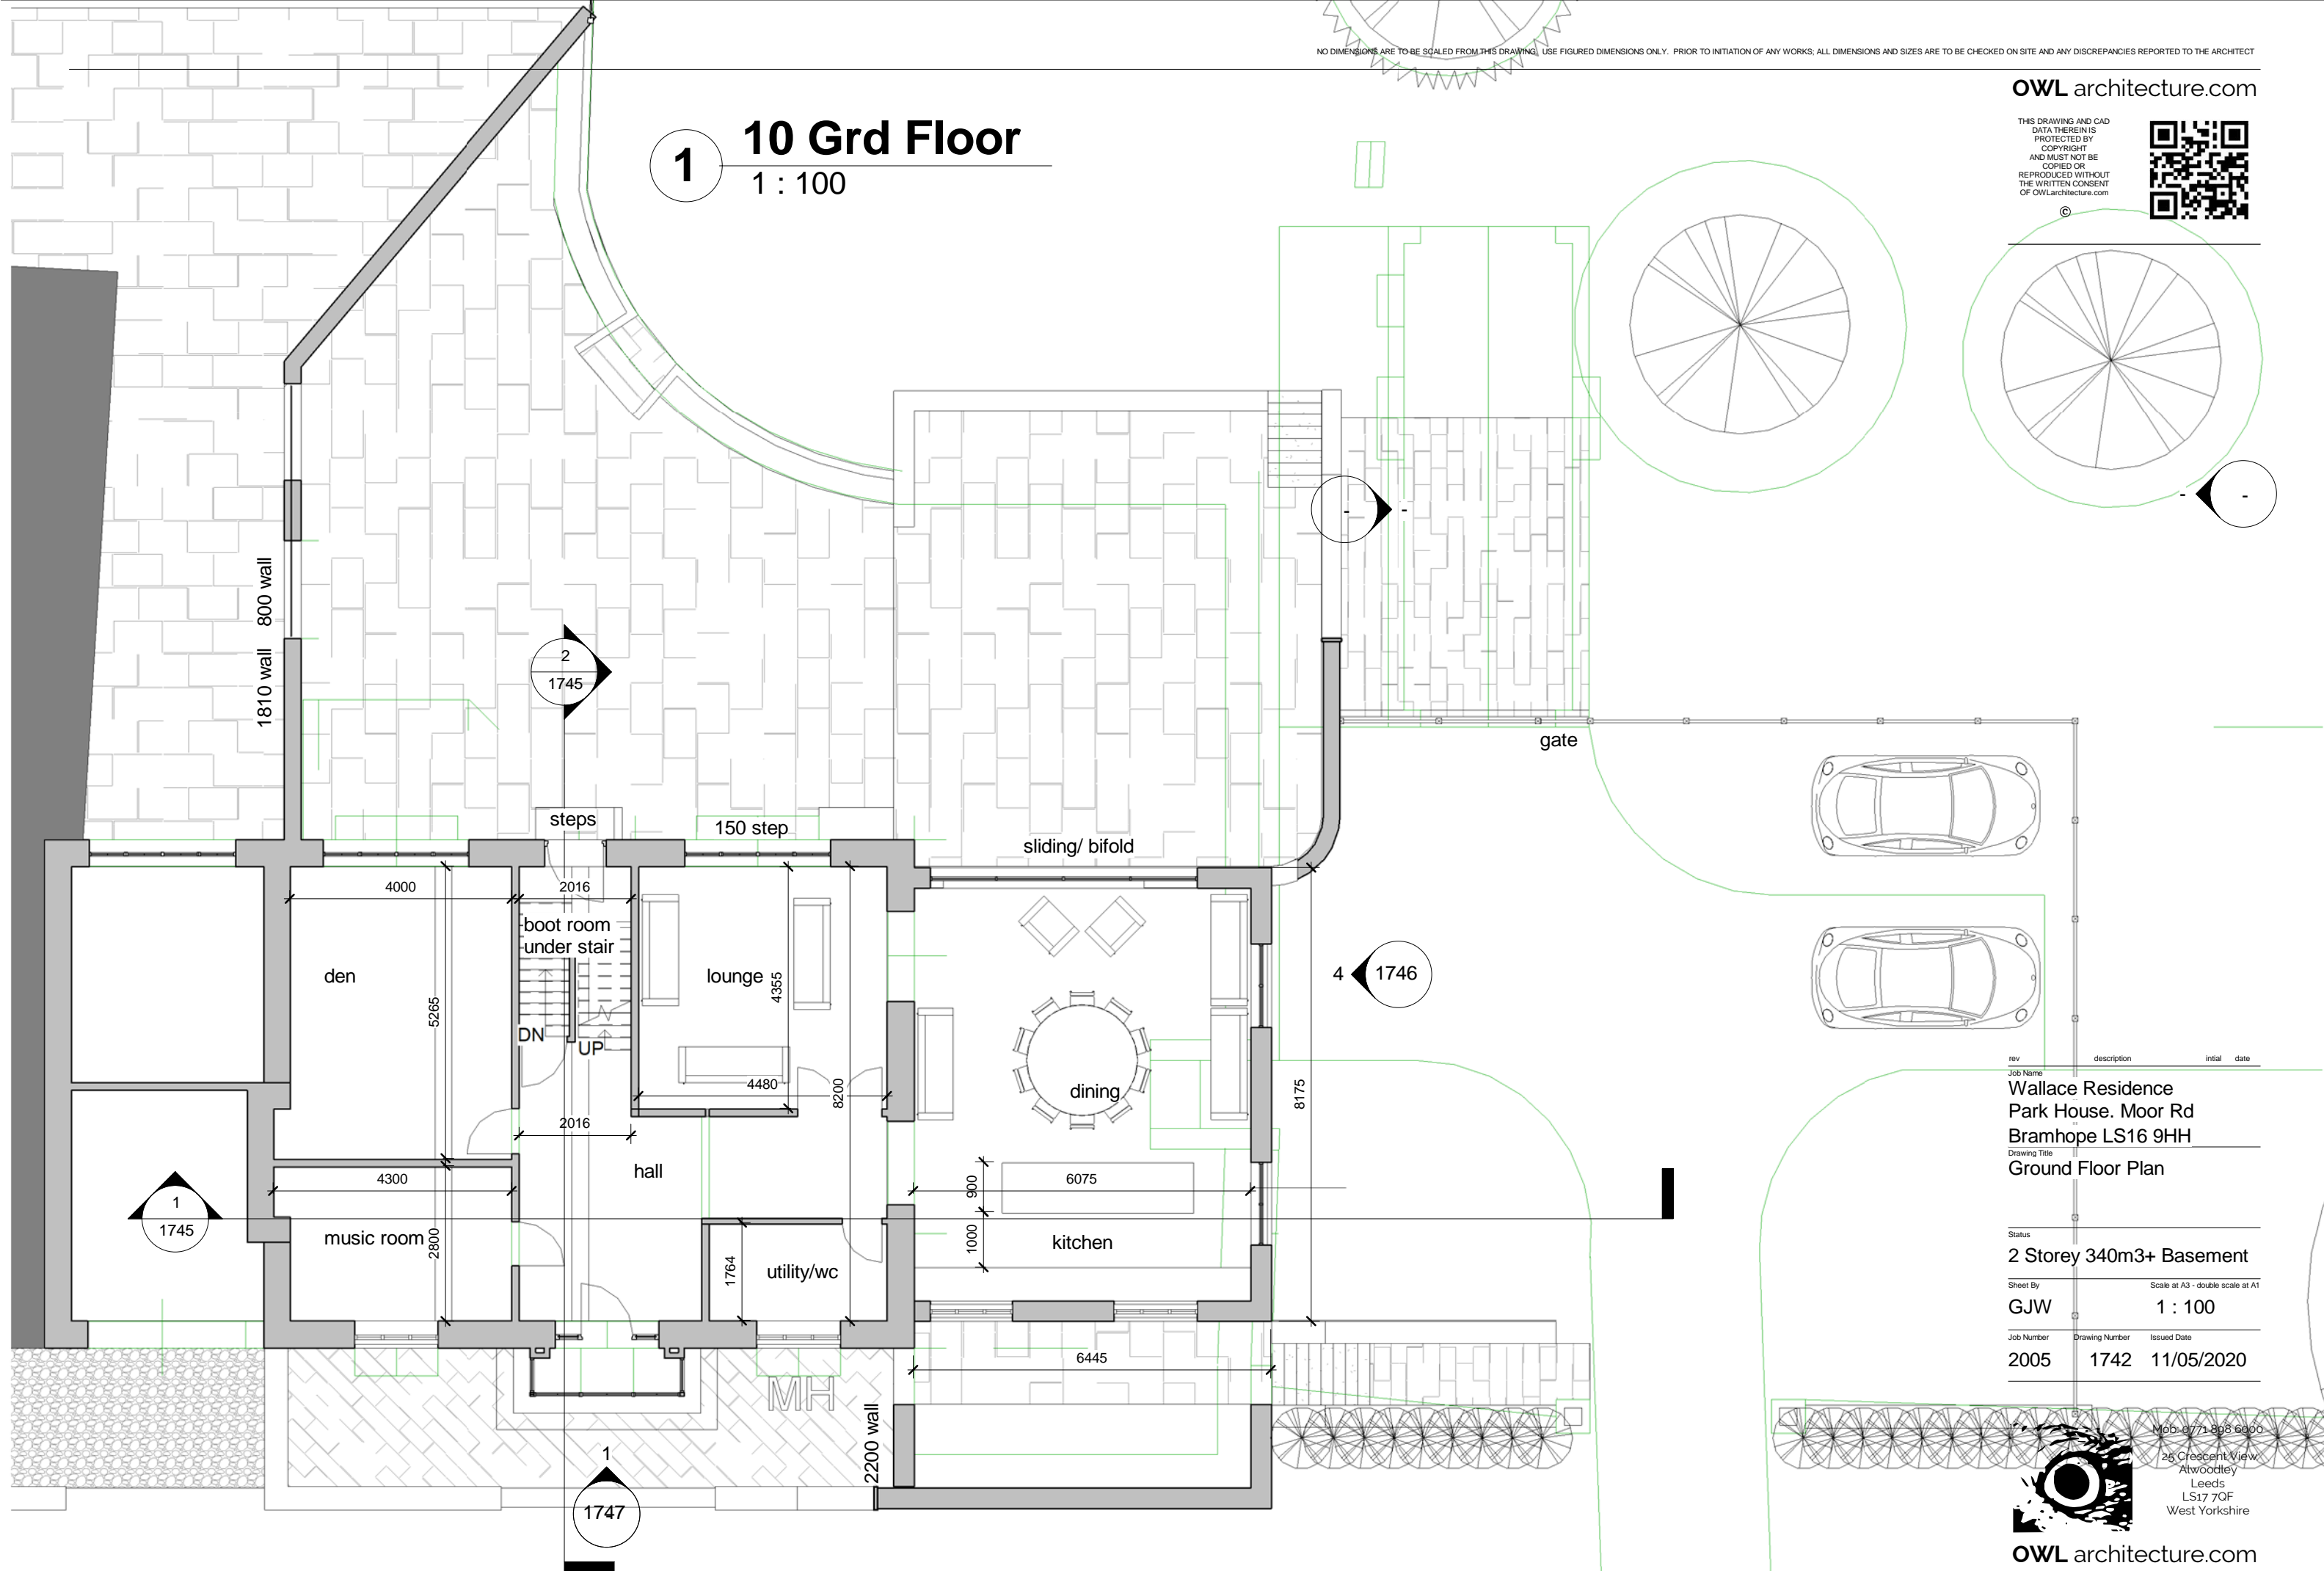 NO DIMENSIONS ARE TO BE SCALED FROM THIS DRAWING, USE FIGURED DIMENSIONS ONLY. PRIOR TO INITIATION OF ANY WORKS; ALL DIMENSIONS AND SIZES ARE TO BE CHECKED ON SITE AND ANY DISCREPANCIES REPORTED TO THE ARCHITECT
OWL architecture.com
THIS DRAWING AND CAD
DATA THEREIN IS
PROTECTED BY
COPYRIGHT
AND MUST NOT BE
COPIED OR
REPRODUCED WITHOUT
THE WRITTEN CONSENT
OF OWLarchitecture.com
©
1
10 Grd Floor
1 : 100
- -
- -
800 wall
1810 wall
2
1745
gate
steps
150 step
sliding/ bifold
4000
2016
boot room
under stair
den
lounge
4355
5265
DN
UP
4480
8200
dining
8175
4
1746
2016
hall
4300
6075
900
1
1745
music room
2800
1000
kitchen
1764
utility/wc
6445
MH
2200 wall
1
1747
rev description intial date
Job Name
Wallace Residence
Park House. Moor Rd
Bramhope LS16 9HH
Drawing Title
Ground Floor Plan
Status
2 Storey 340m3+ Basement
Sheet By Scale at A3 - double scale at A1
GJW 1 : 100
Job Number Drawing Number Issued Date
2005 1742 11/05/2020
Mob. 0771 898 6000
25 Crescent View
Alwoodley
Leeds
LS17 7QF
West Yorkshire
OWL architecture.com